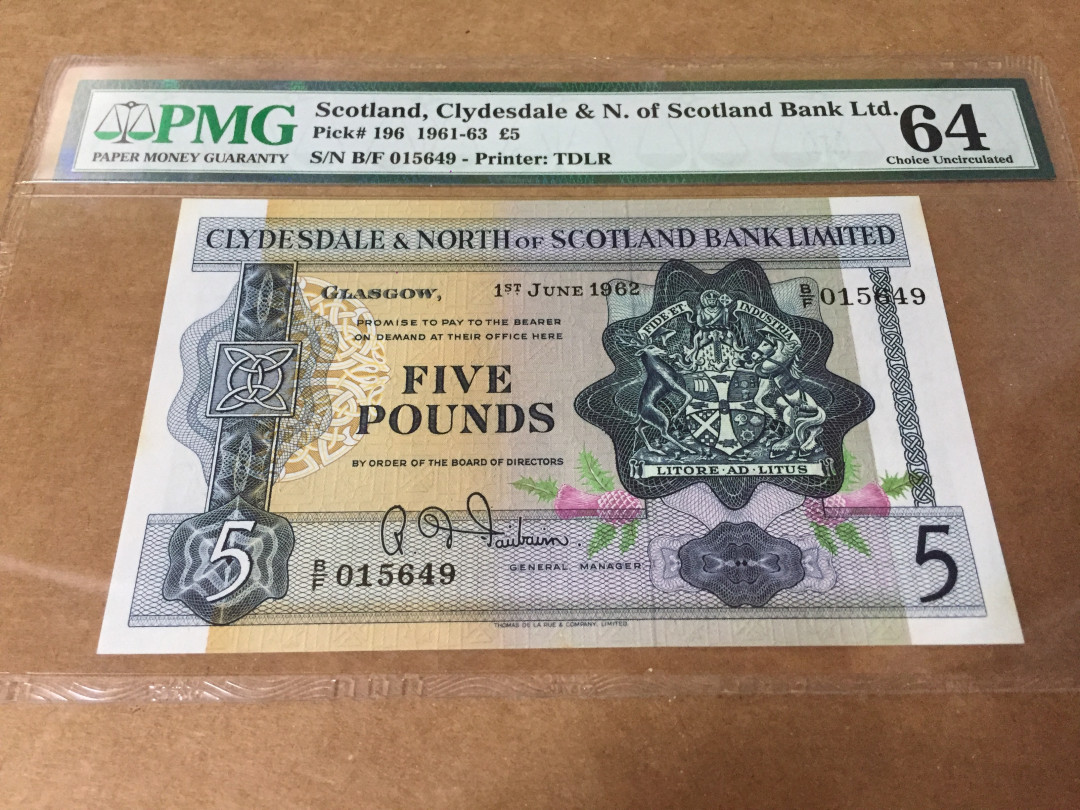 PMG
PAPER MONEY GUARANTY
Scotland, Clydesdale & N. of Scotland Bank Ltd.
Pick# 196 1961-63 £5
S/N B/F 015649 - Printer: TDLR
64
Choice Uncirculated
CLYDESDALE & NORTH OF SCOTLAND BANK LIMITED
GLASGOW, 1ST JUNE 1962
B/F 015649
PROMISE TO PAY TO THE BEARER
ON DEMAND AT THEIR OFFICE HERE
FIVE
POUNDS
BY ORDER OF THE BOARD OF DIRECTORS
FIDE ET INDUSTRIA
LITORE·AD·LITUS
R. D. Fairbairn.
GENERAL MANAGER
5
B/F 015649
5
THOMAS DE LA RUE & COMPANY, LIMITED